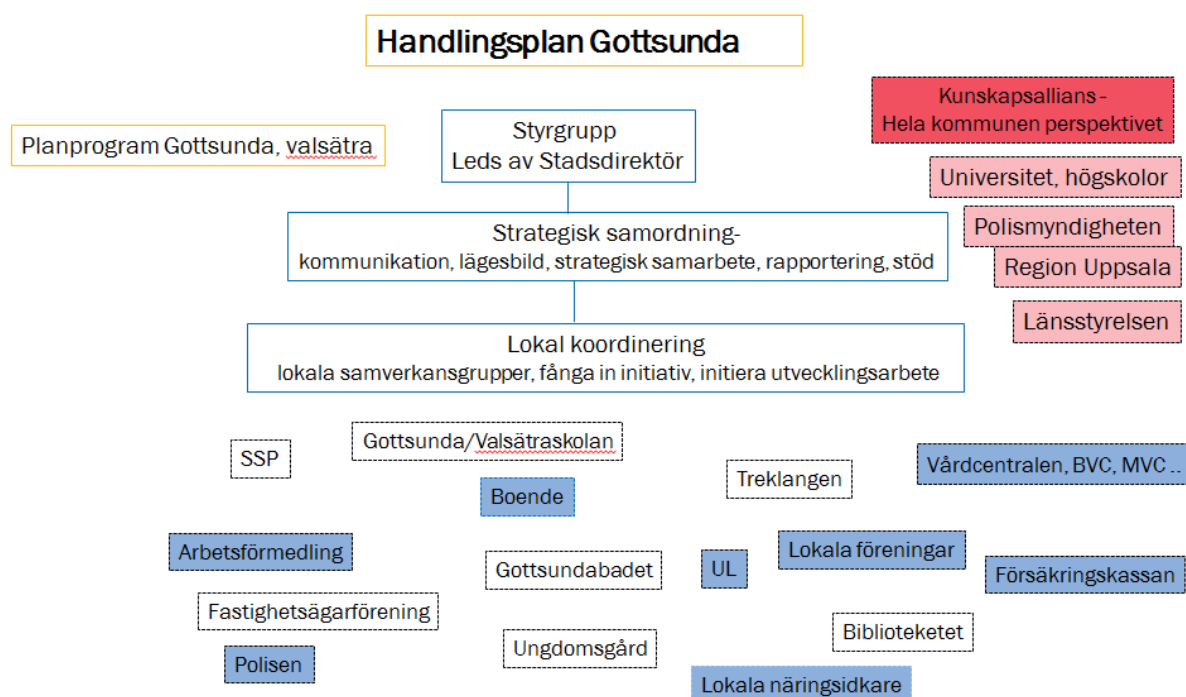 Handlingsplan Gottsunda
Kunskapsallians -
Hela kommunen perspektivet
Styrgrupp
Leds av Stadsdirektör
Planprogram Gottsunda, valsätra
Universitet, högskolor
Polismyndigheten
Strategisk samordning-
kommunikation, lägesbild, strategisk samarbete, rapportering, stöd
Region Uppsala
Länsstyrelsen
Lokal koordinering
lokala samverkansgrupper, fånga in initiativ, initiera utvecklingsarbete
Gottsunda/Valsätraskolan
SSP
Treklangen
Vårdcentralen, BVC, MVC ..
Boende
Arbetsförmedling
Lokala föreningar
Gottsundabadet
UL
Försäkringskassan
Fastighetsägarförening
Ungdomsgård
Biblioteketet
Polisen
Lokala näringsidkare